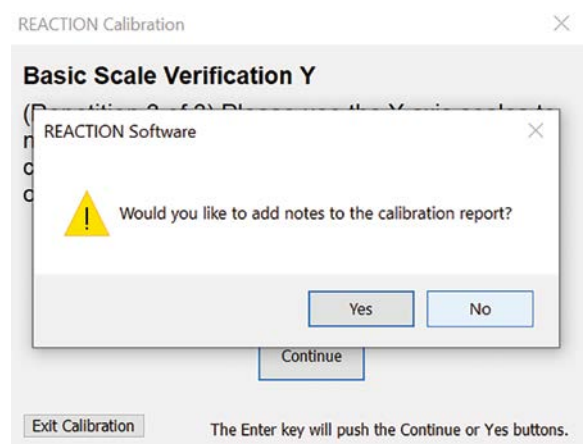 REACTION Calibration
Basic Scale Verification Y
REACTION Software
Would you like to add notes to the calibration report?
Yes
No
Continue
Exit Calibration
The Enter key will push the Continue or Yes buttons.